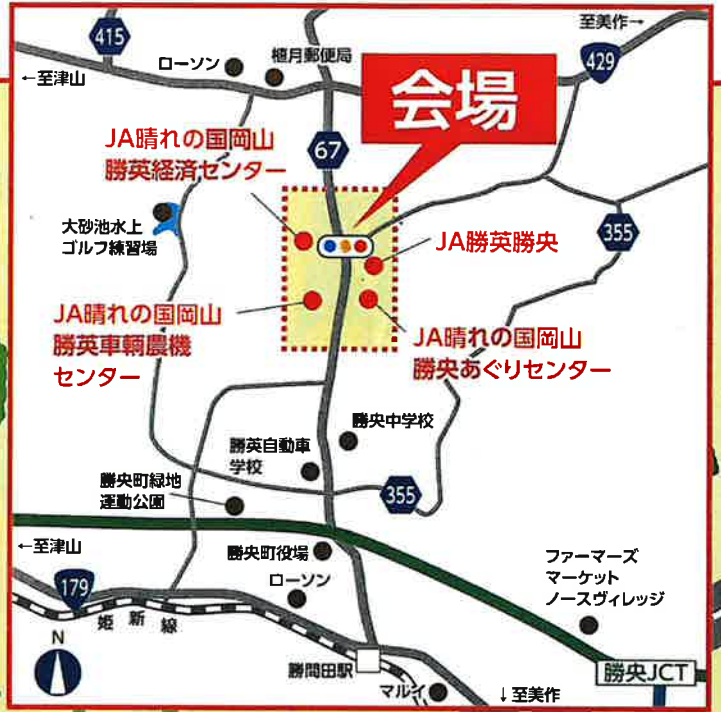 415
ローソン
植月郵便局
至美作→
429
←至津山
会場
67
JA晴れの国岡山
勝英経済センター
大砂池水上
ゴルフ練習場
355
JA勝英勝央
JA晴れの国岡山
勝英車輌農機
センター
JA晴れの国岡山
勝央あぐりセンター
勝央中学校
勝英自動車
学校
勝央町緑地
運動公園
355
←至津山
勝央町役場
ファーマーズ
マーケット
ノースヴィレッジ
179
ローソン
姫新線
N
勝間田駅
マルイ
勝央JCT
↓至美作